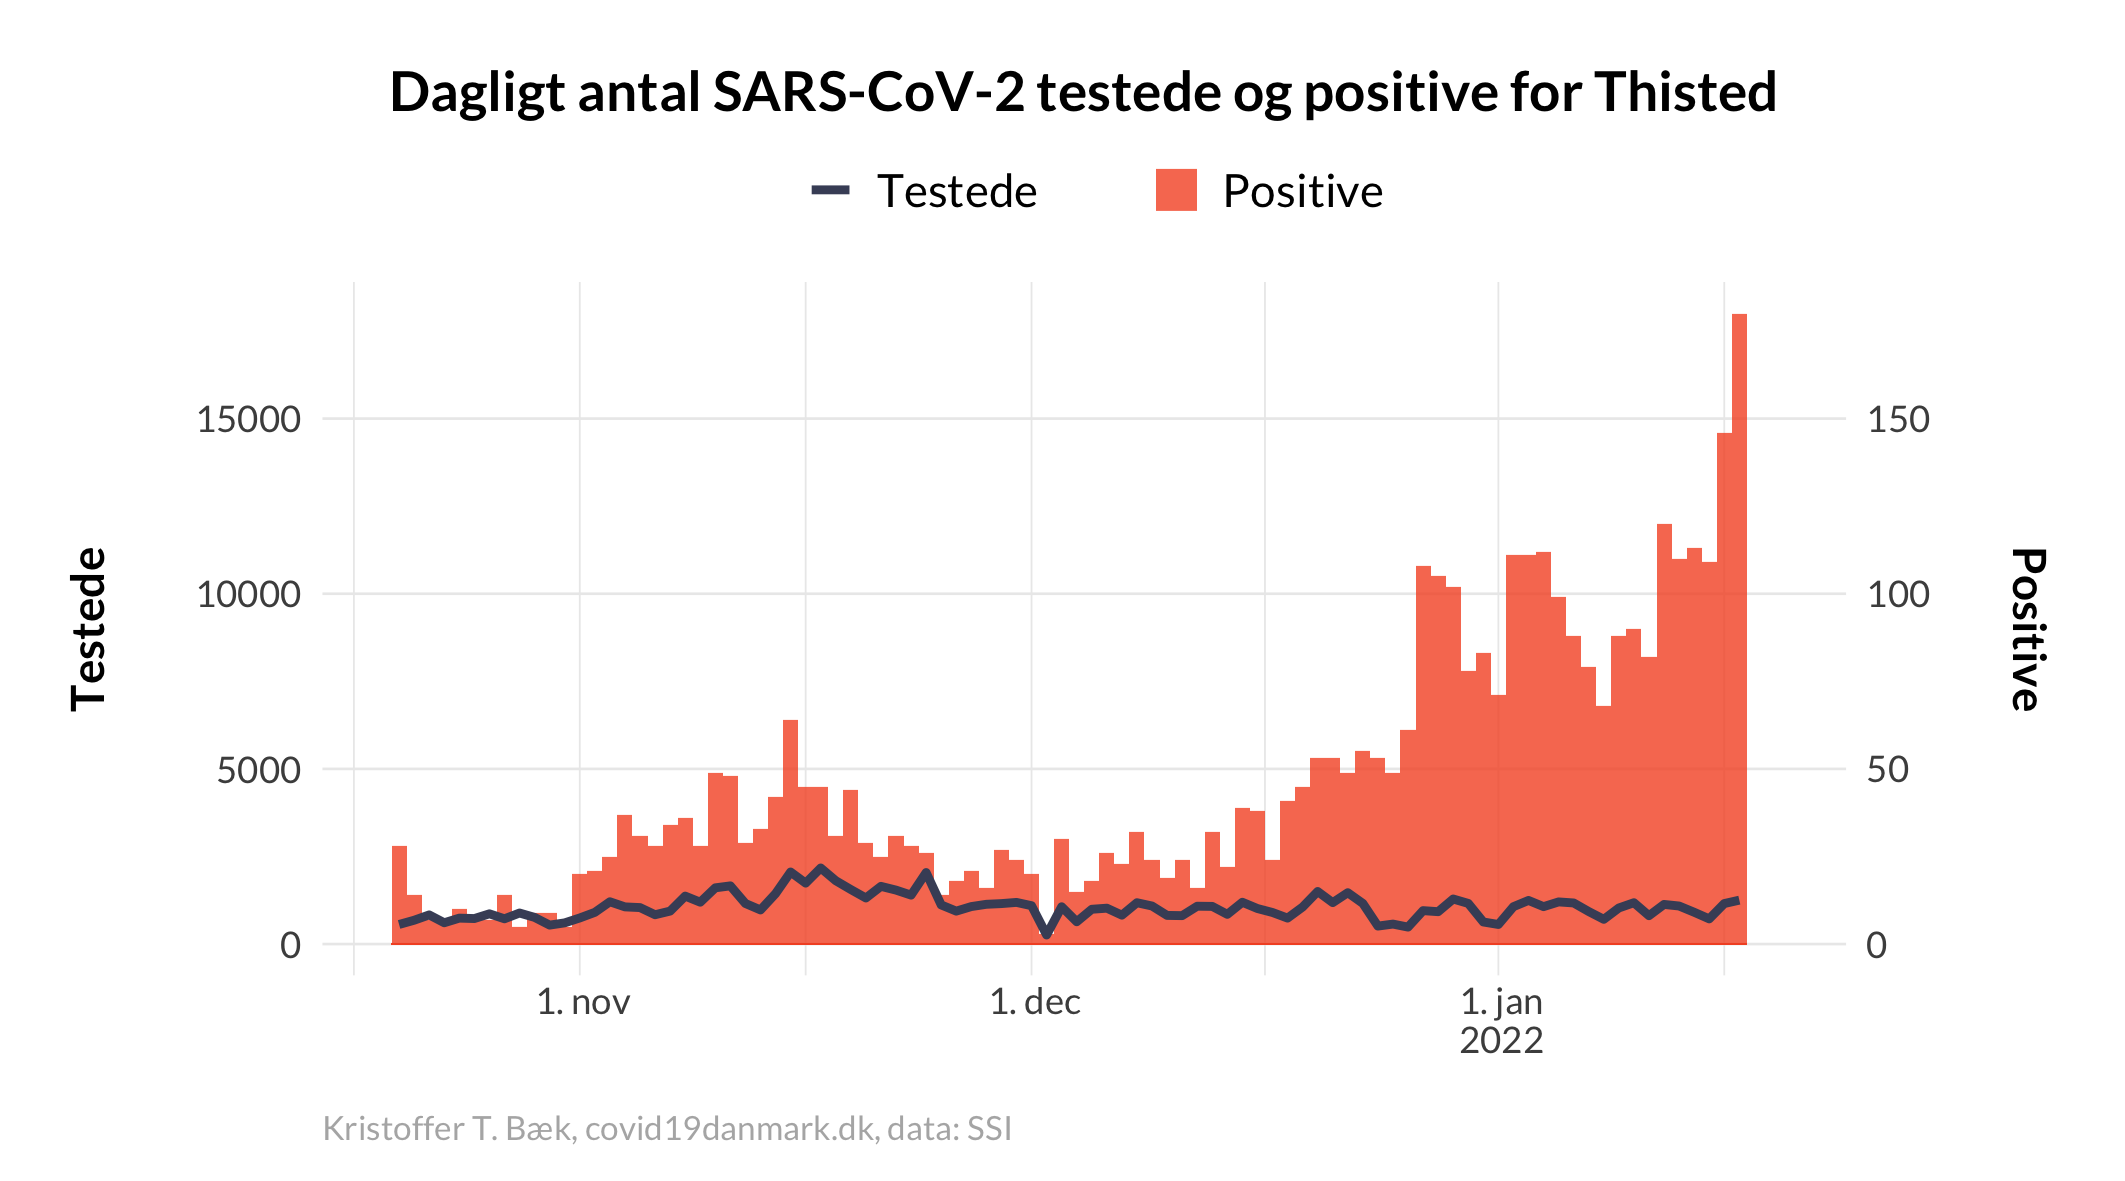 Dagligt antal SARS-CoV-2 testede og positive for Thisted
Testede
Positive
15000
10000
5000
0
150
100
50
0
Testede
Positive
1. nov
1. dec
1. jan
2022
Kristoffer T. Bæk, covid19danmark.dk, data: SSI